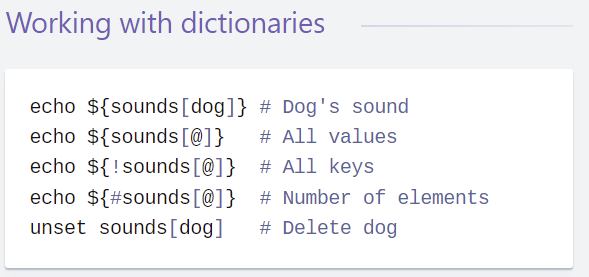 Working with dictionaries
echo ${sounds[dog]} # Dog's sound
echo ${sounds[@]}   # All values
echo ${!sounds[@]}  # All keys
echo ${#sounds[@]}  # Number of elements
unset sounds[dog]   # Delete dog